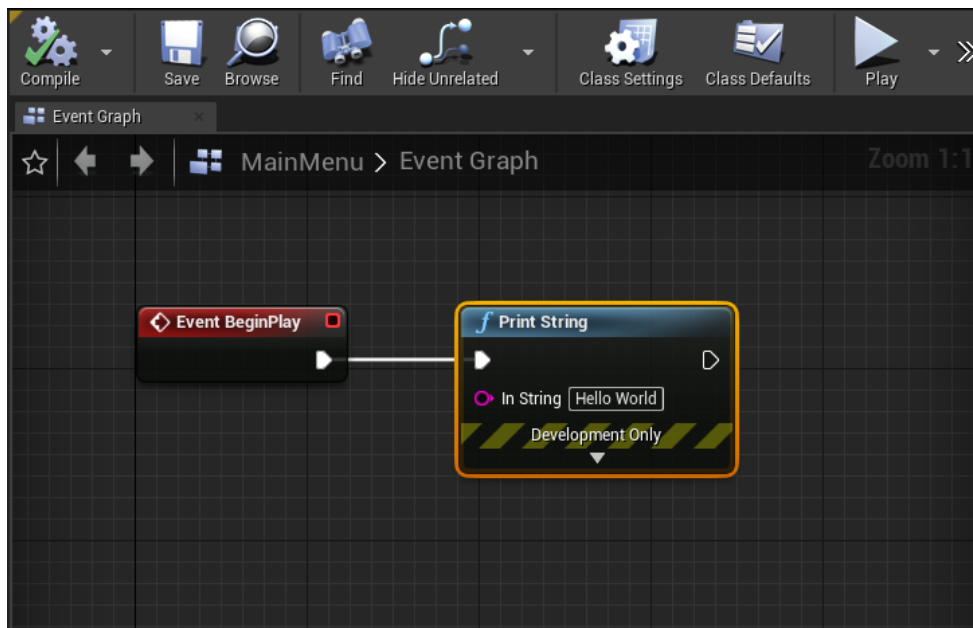 Compile
Save
Browse
Find
Hide Unrelated
Class Settings
Class Defaults
Play
Event Graph
MainMenu > Event Graph
Zoom 1:1
Event BeginPlay
Print String
In String Hello World
Development Only